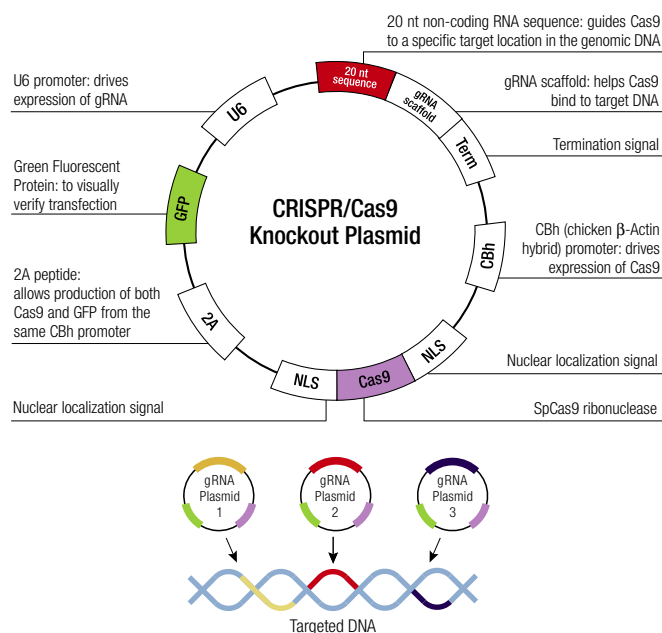 20 nt non-coding RNA sequence: guides Cas9
to a specific target location in the genomic DNA
U6 promoter: drives
expression of gRNA
gRNA scaffold: helps Cas9
bind to target DNA
Termination signal
Green Fluorescent
Protein: to visually
verify transfection
CBh (chicken β-Actin
hybrid) promoter: drives
expression of Cas9
2A peptide:
allows production of both
Cas9 and GFP from the
same CBh promoter
Nuclear localization signal
Nuclear localization signal
SpCas9 ribonuclease
20 nt
sequence
gRNA
scaffold
Term
CBh
NLS
Cas9
NLS
2A
GFP
U6
CRISPR/Cas9
Knockout Plasmid
gRNA
Plasmid
1
gRNA
Plasmid
2
gRNA
Plasmid
3
Targeted DNA